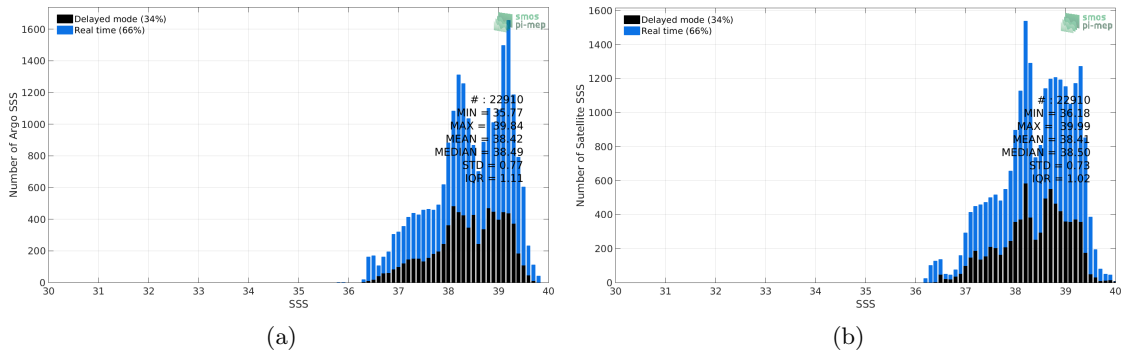 Delayed mode (34%)
Real time (66%)
smos
pi-mep
Number of Argo SSS
1600
1400
1200
1000
800
600
400
200
0
# : 22910
MIN = 35.77
MAX = 39.84
MEAN = 38.42
MEDIAN = 38.49
STD = 0.77
IQR = 1.11
30 31 32 33 34 35 36 37 38 39 40
SSS
(a)
Delayed mode (34%)
Real time (66%)
smos
pi-mep
Number of Satellite SSS
1600
1400
1200
1000
800
600
400
200
0
# : 22910
MIN = 36.18
MAX = 39.99
MEAN = 38.41
MEDIAN = 38.50
STD = 0.73
IQR = 1.02
30 31 32 33 34 35 36 37 38 39 40
SSS
(b)